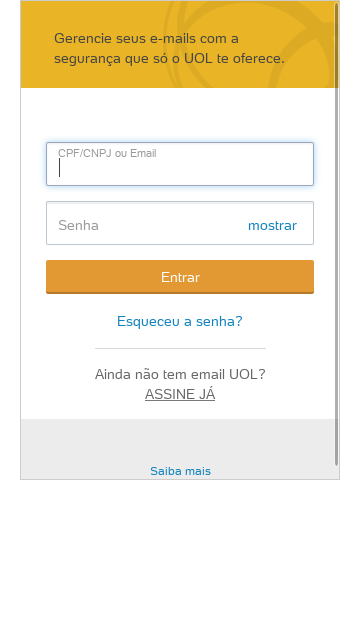 Gerencie seus e-mails com a
segurança que só o UOL te oferece.
CPF/CNPJ ou Email
Senha
mostrar
Entrar
Esqueceu a senha?
Ainda não tem email UOL?
ASSINE JÁ
Saiba mais